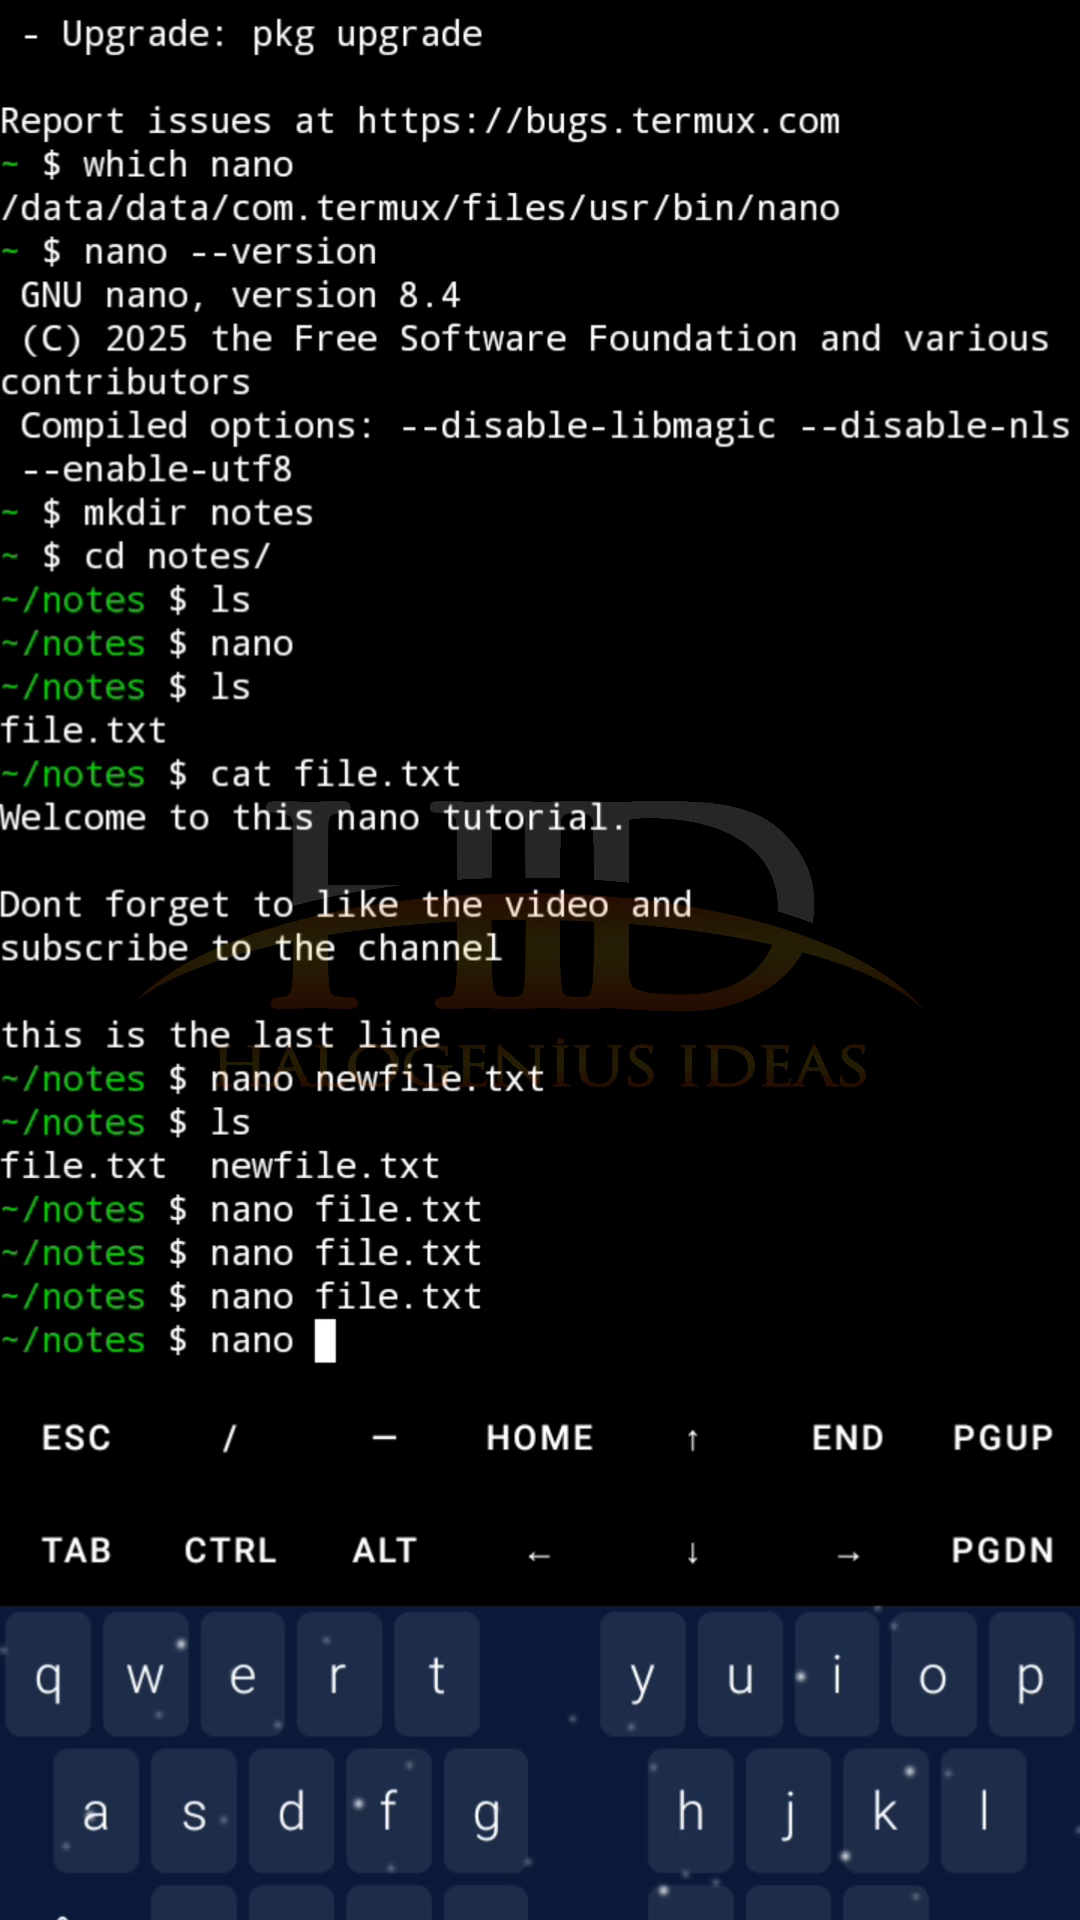 - Upgrade: pkg upgrade
Report issues at https://bugs.termux.com
~ $ which nano
/data/data/com.termux/files/usr/bin/nano
~ $ nano --version
GNU nano, version 8.4
(C) 2025 the Free Software Foundation and various
contributors
Compiled options: --disable-libmagic --disable-nls
--enable-utf8
~ $ mkdir notes
~ $ cd notes/
~/notes $ ls
~/notes $ nano
~/notes $ ls
file.txt
~/notes $ cat file.txt
Welcome to this nano tutorial.
Dont forget to like the video and
subscribe to the channel
this is the last line
~/notes $ nano newfile.txt
~/notes $ ls
file.txt  newfile.txt
~/notes $ nano file.txt
~/notes $ nano file.txt
~/notes $ nano file.txt
~/notes $ nano
HID
HALOGENİUS IDEAS
ESC / — HOME ↑ END PGUP
TAB CTRL ALT ← ↓ → PGDN
q w e r t y u i o p
a s d f g h j k l